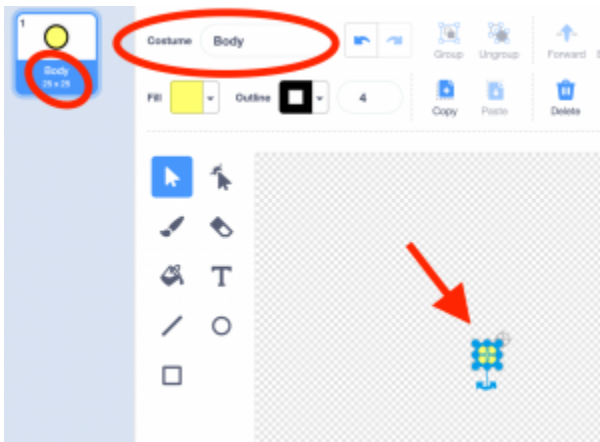 1
Body
25 x 25
Costume Body
Group Ungroup Forward
Fill Outline 4
Copy Paste Delete
T